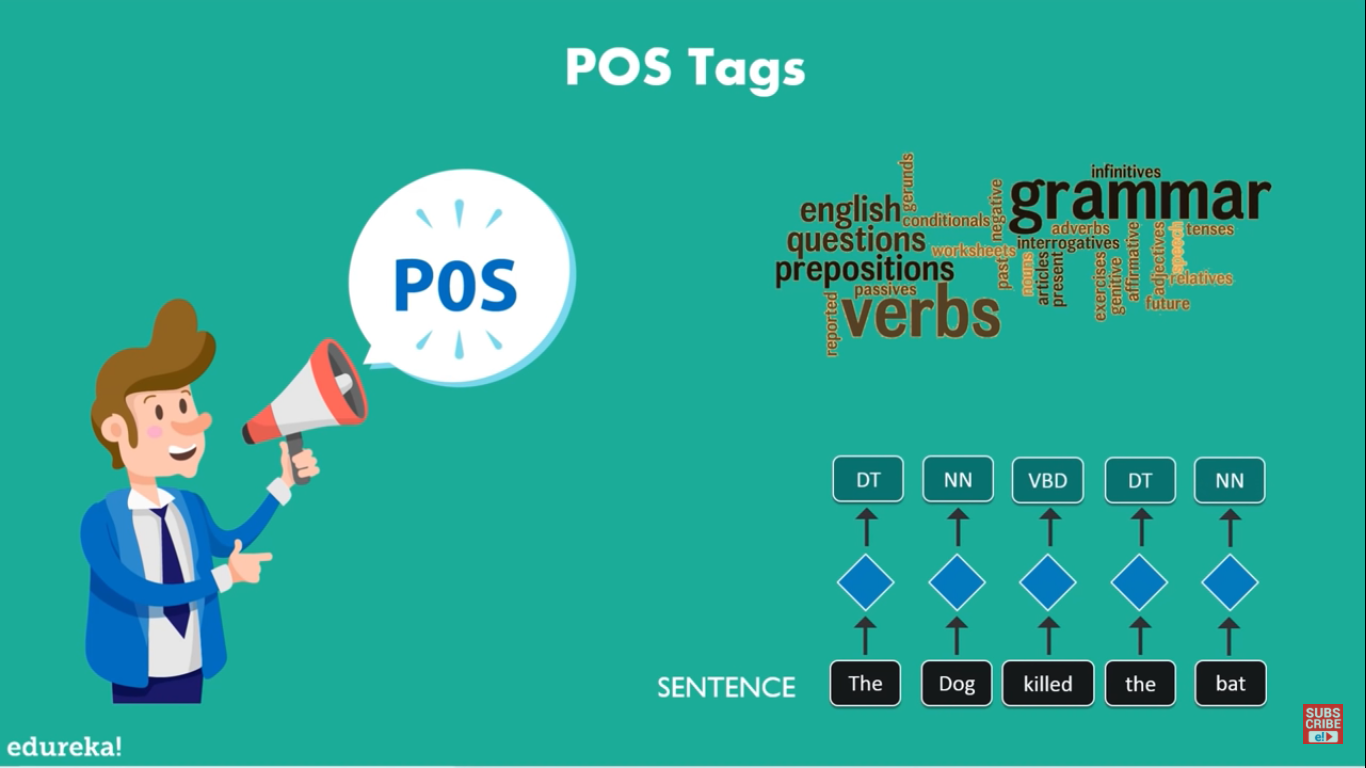 POS Tags
POS
english
gerunds
conditionals
negative
infinitives
grammar
questions
worksheets
interrogatives
adverbs
tenses
speech
adjectives
affirmative
prepositions
past
nouns
articles
present
exercises
genitive
relatives
passives
future
reported
verbs
DT NN VBD DT NN
SENTENCE The Dog killed the bat
edureka!
SUBS
CRIBE
e!